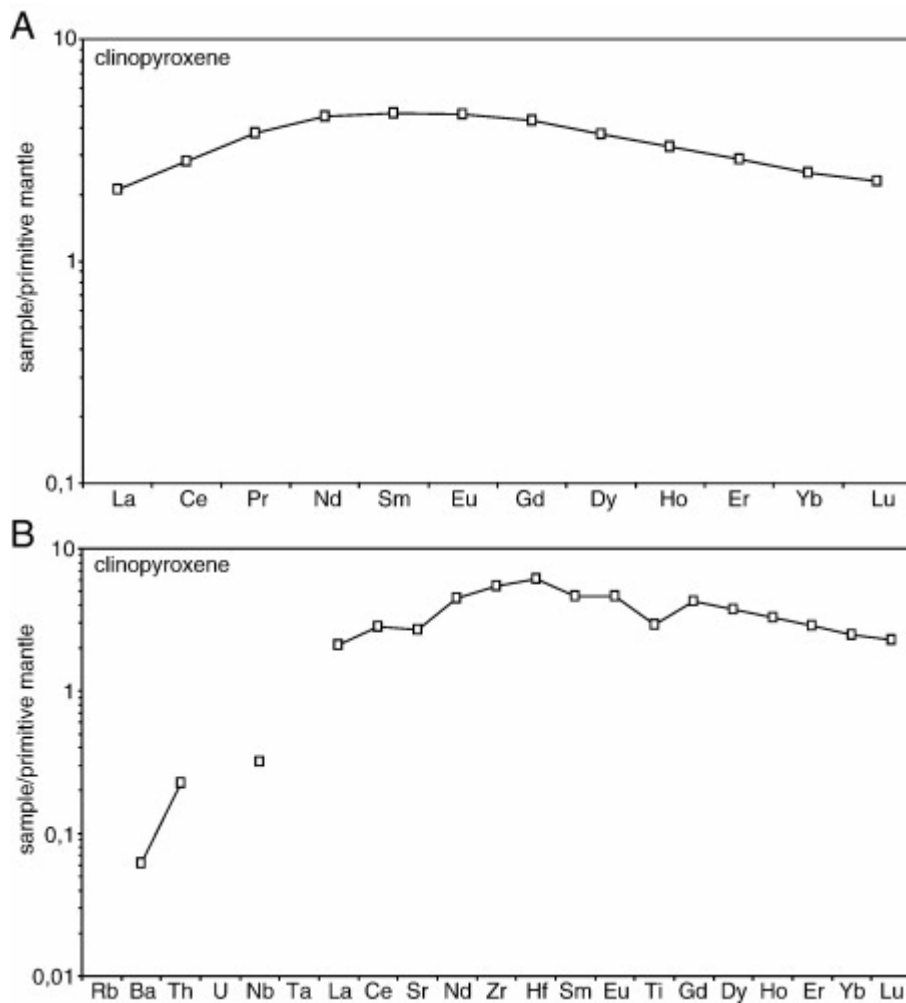 A
10
clinopyroxene
sample/primitive mantle
1
0,1
La Ce Pr Nd Sm Eu Gd Dy Ho Er Yb Lu
B
10
clinopyroxene
sample/primitive mantle
1
0,1
0,01
Rb Ba Th U Nb Ta La Ce Sr Nd Zr Hf Sm Eu Ti Gd Dy Ho Er Yb Lu